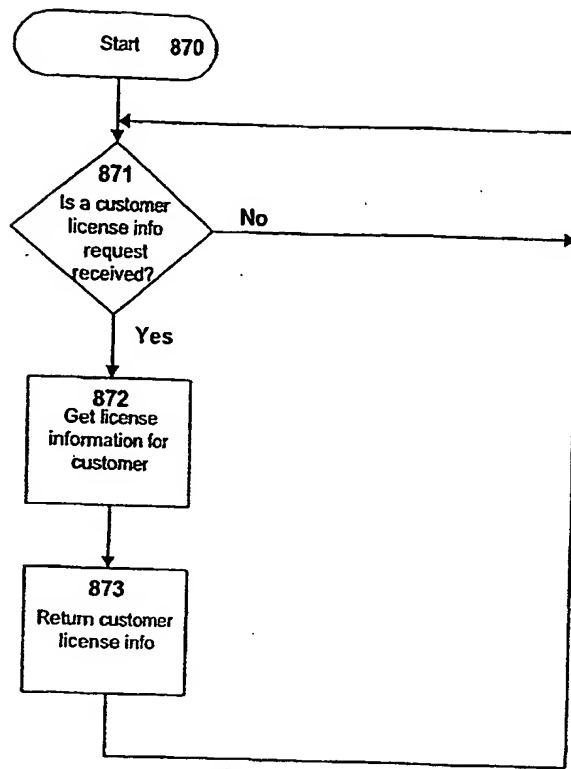 Start 870
871
Is a customer
license info
request
received?
No
Yes
872
Get license
information for
customer
873
Return customer
license info